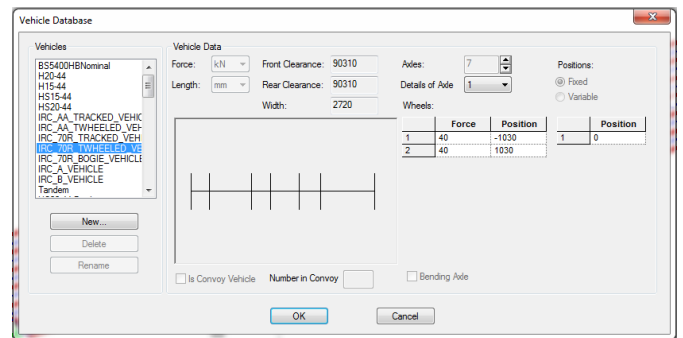 Vehicle Database
Vehicles
BS5400HBNominal
H20-44
H15-44
HS15-44
HS20-44
IRC_AA_TRACKED_VEHIC
IRC_AA_TWHEELED_VEH
IRC_70R_TRACKED_VEH
IRC_70R_TWHEELED_VE
IRC_70R_BOGIE_VEHICLE
IRC_A_VEHICLE
IRC_B_VEHICLE
Tandem
New...
Delete
Rename
Vehicle Data
Force: kN Front Clearance: 90310 Axles: 7 Positions:
Length: mm Rear Clearance: 90310 Details of Axle 1 Fixed
Width: 2720 Wheels: Variable
Force Position Position
1 40 -1030 1 0
2 40 1030
Is Convoy Vehicle Number in Convoy Bending Axle
OK Cancel